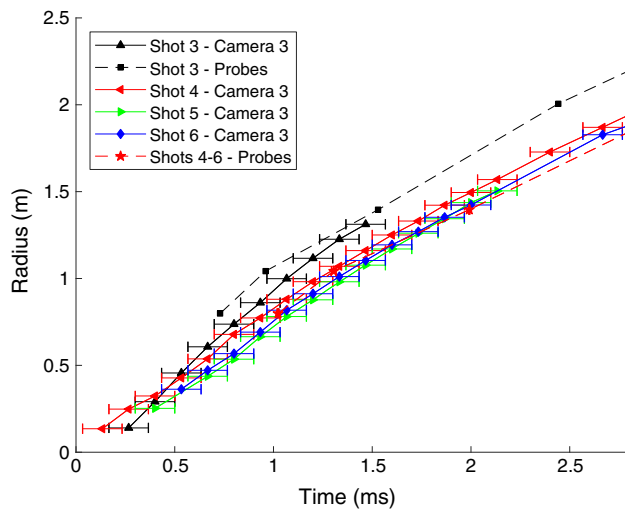 2.5
2
1.5
1
0.5
0
Radius (m)
Shot 3 - Camera 3
Shot 3 - Probes
Shot 4 - Camera 3
Shot 5 - Camera 3
Shot 6 - Camera 3
Shots 4-6 - Probes
0 0.5 1 1.5 2 2.5
Time (ms)